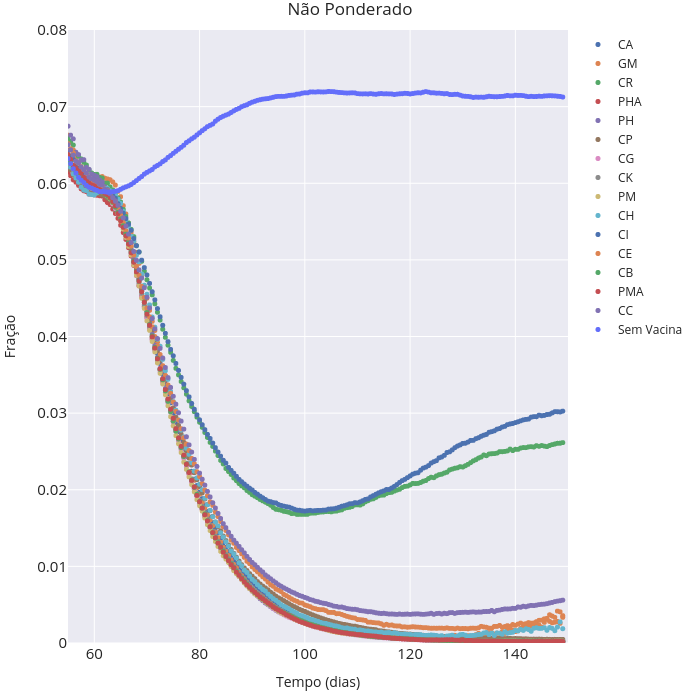 Não Ponderado
0.08
0.07
0.06
0.05
0.04
0.03
0.02
0.01
0
60
80
100
120
140
Fração
Tempo (dias)
CA
GM
CR
PHA
PH
CP
CG
CK
PM
CH
CI
CE
CB
PMA
CC
Sem Vacina